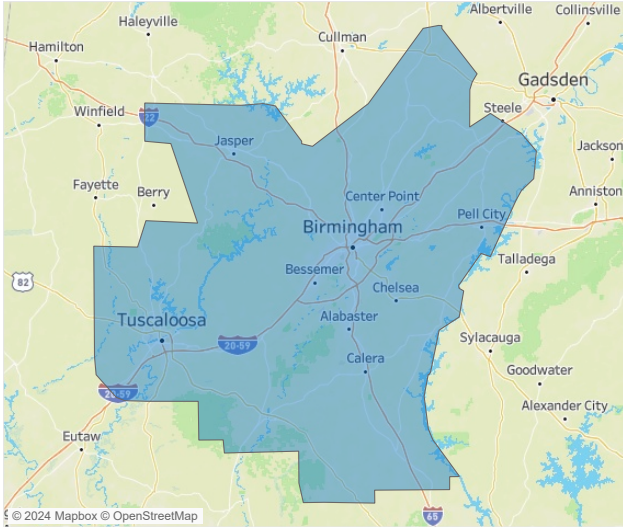 Albertville
Collinsville
Haleyville
Cullman
Hamilton
Gadsden
Winfield
22
Steele
Jasper
Jackson
Fayette
Berry
Center Point
Anniston
Pell City
Birmingham
Talladega
Bessemer
82
Chelsea
Tuscaloosa
Alabaster
20-59
Sylacauga
Calera
Goodwater
20-59
Alexander City
Eutaw
65
© 2024 Mapbox © OpenStreetMap